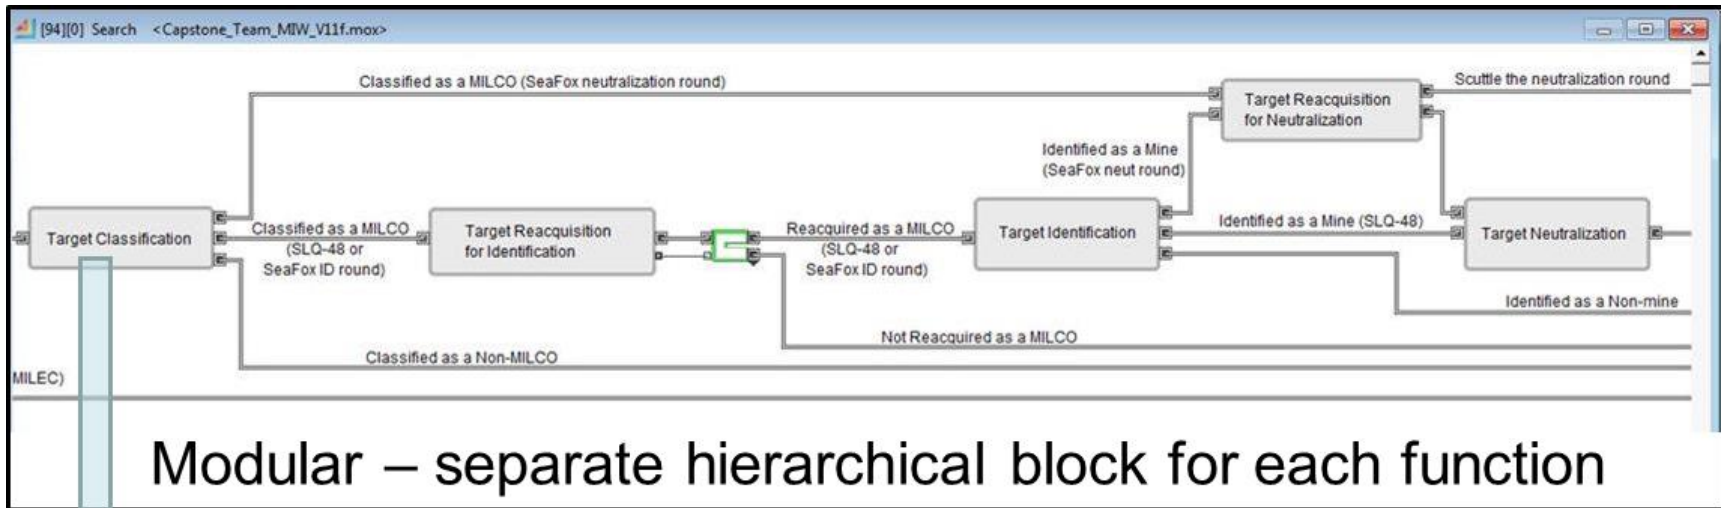 [94][0] Search <Capstone_Team_MIW_V11f.mox>
Classified as a MILCO (SeaFox neutralization round)
Scuttle the neutralization round
Target Reacquisition
for Neutralization
Identified as a Mine
(SeaFox neut round)
Target Classification
Classified as a MILCO
(SLQ-48 or
SeaFox ID round)
Target Reacquisition
for Identification
Reacquired as a MILCO
(SLQ-48 or
SeaFox ID round)
Target Identification
Identified as a Mine (SLQ-48)
Target Neutralization
Identified as a Non-mine
Not Reacquired as a MILCO
Classified as a Non-MILCO
MILEC)
Modular – separate hierarchical block for each function